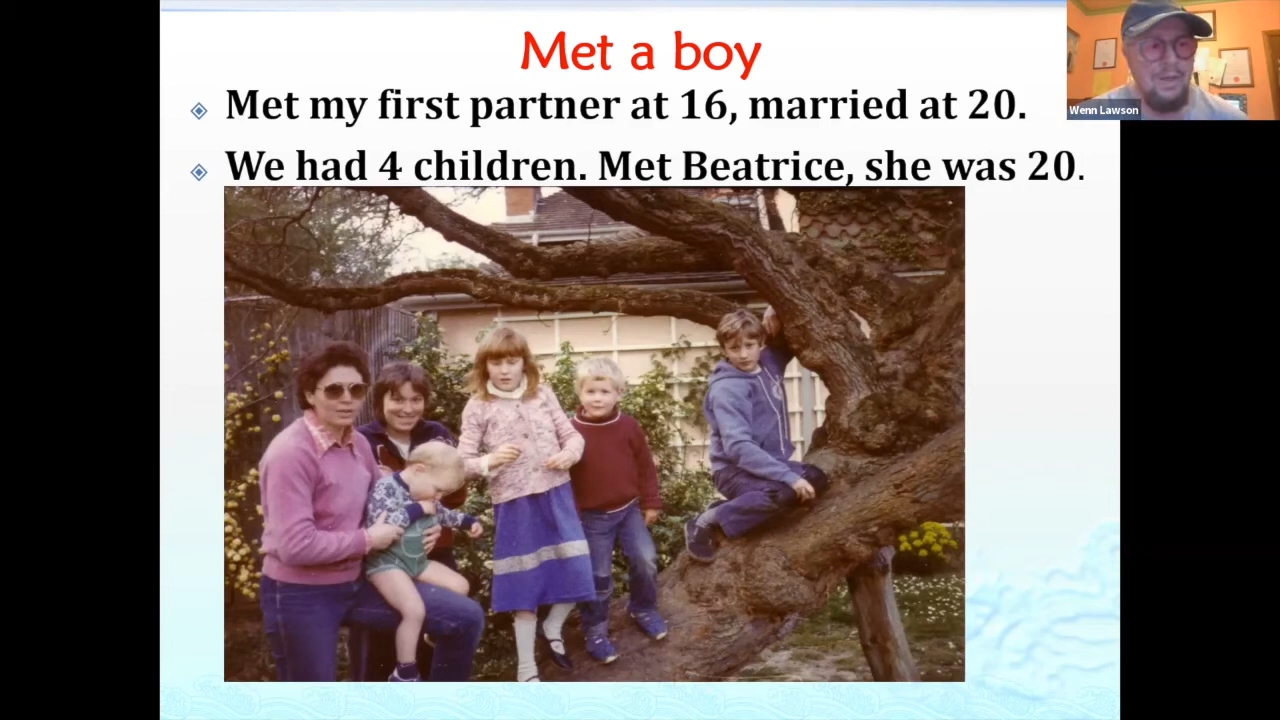 Met a boy
Met my first partner at 16, married at 20.
We had 4 children. Met Beatrice, she was 20.
Wenn Lawson